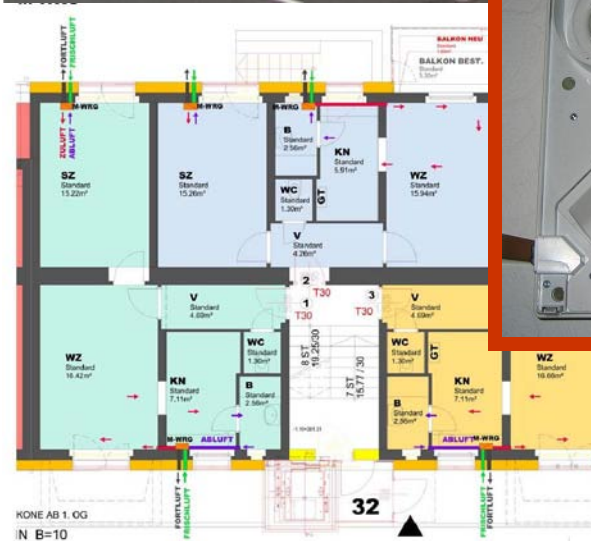 FORTLUFT
FRISCHLUFT
BALKON NEU
BALKON BEST.
Standard
M-WRG
M-WRG
M-WRG
ZULUFT
ABLUFT
SZ
Standard
15.22m²
SZ
Standard
15.26m²
B
Standard
2.56m²
KN
Standard
5.91m²
WZ
Standard
15.94m²
WC
Standard
1.30m²
GT
V
Standard
4.26m²
2
T30
1
T30
3
T30
V
Standard
4.69m²
V
Standard
4.69m²
WZ
Standard
16.42m²
KN
Standard
7.11m²
WC
Standard
1.30m²
B
Standard
2.56m²
8 ST
19.25/30
7 ST
15.77 / 30
WC
Standard
1.30m²
GT
B
Standard
2.56m²
KN
Standard
7.11m²
WZ
Standard
16.66m²
M-WRG
ABLUFT
ABLUFT
M-WRG
FORTLUFT
FRISCHLUFT
32
FRISCHLUFT
FORTLUFT
KONE AB 1. OG
N B=10